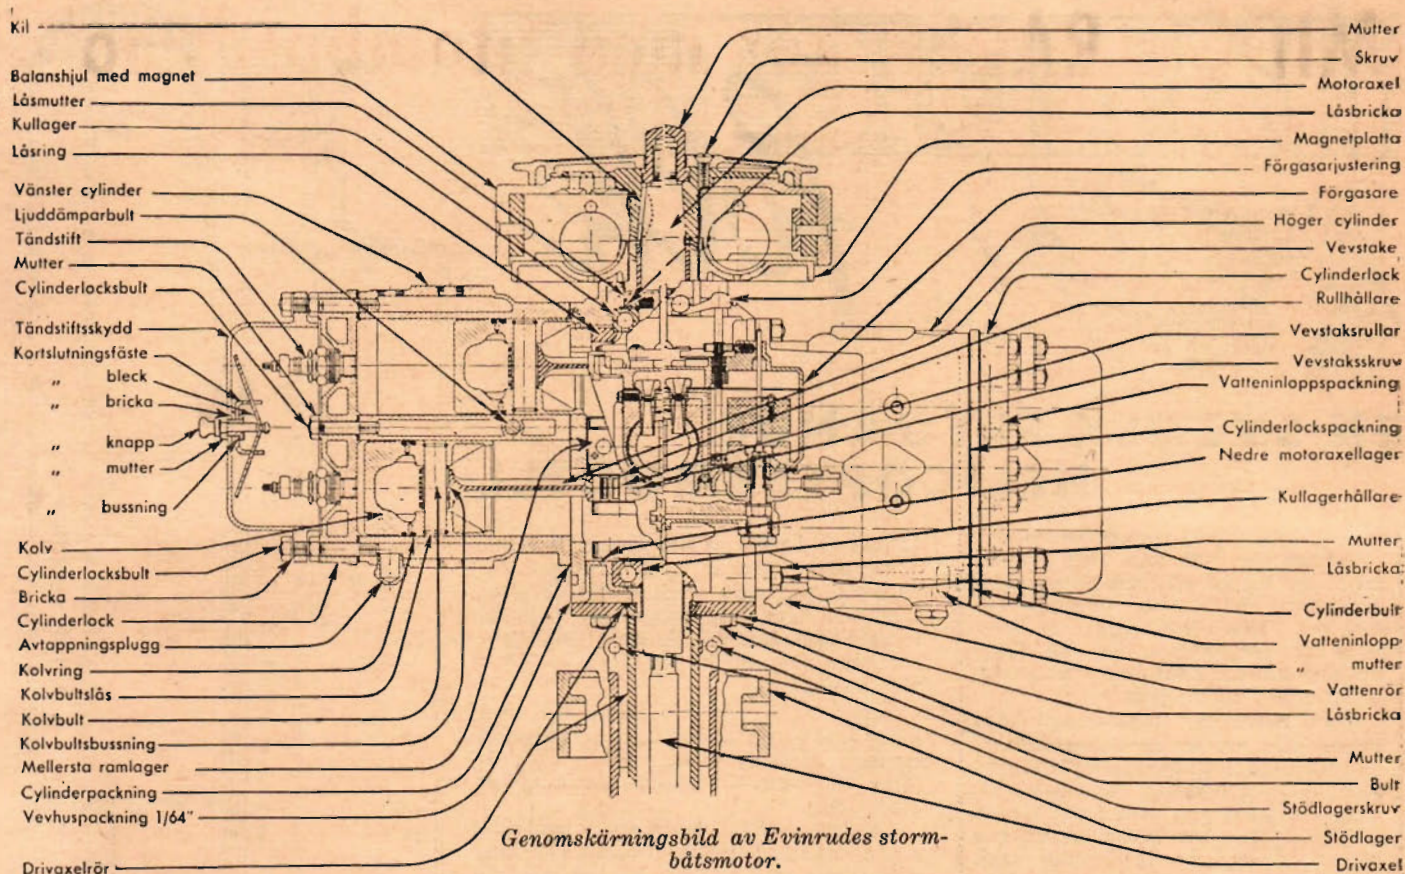 Kil
Balanshjul med magnet
Låsmutter
Kullager
Låsring
Vänster cylinder
Ljuddämparbult
Tändstift
Mutter
Cylinderlocksbult
Tändstiftsskydd
Kortslutningsfäste
„ bleck
„ bricka
„ knapp
„ mutter
„ bussning
Kolv
Cylinderlocksbult
Bricka
Cylinderlock
Avtappningsplugg
Kolvring
Kolvbultslås
Kolvbult
Kolvbultsbussning
Mellersta ramlager
Cylinderpackning
Vevhuspackning 1/64"
Drivaxelrör
Mutter
Skruv
Motoraxel
Låsbricka
Magnetplatta
Förgasarjustering
Förgasare
Höger cylinder
Vevstake
Cylinderlock
Rullhållare
Vevstaksrullar
Vevstaksskruv
Vatteninloppspackning
Cylinderlockspackning
Nedre motoraxellager
Kullagerhållare
Mutter
Låsbricka
Cylinderbult
Vatteninlopp
„ mutter
Vattenrör
Låsbricka
Mutter
Bult
Stödlagerskruv
Stödlager
Drivaxel
Genomskärningsbild av Evinrudes storm-
båtsmotor.